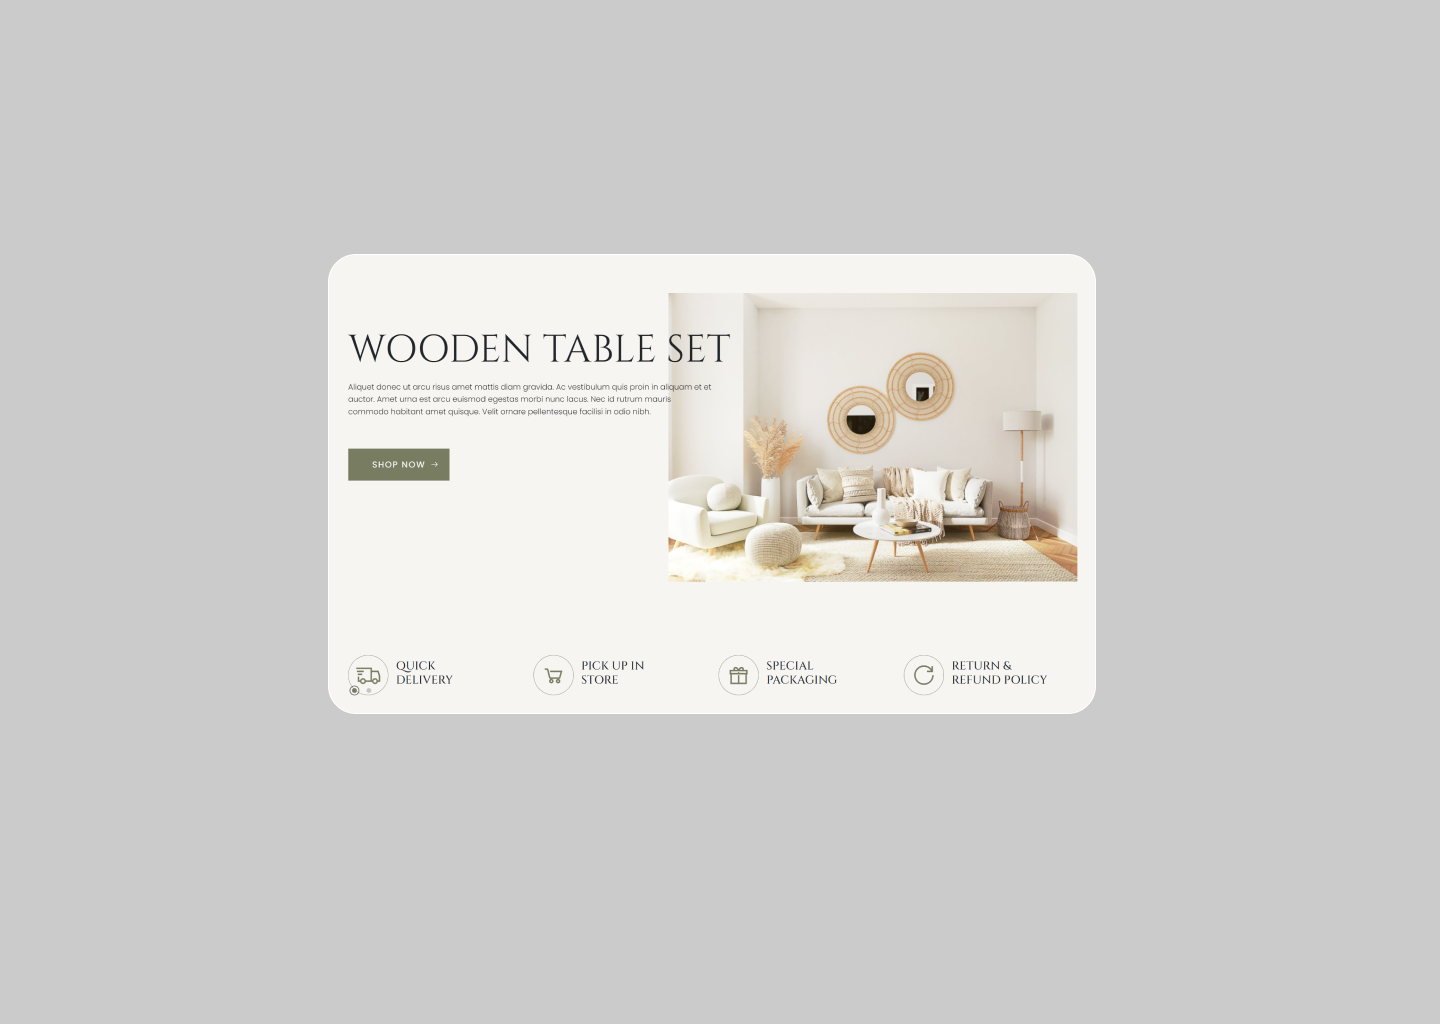 WOODEN TABLE SET
Aliquet donec ut arcu risus amet mattis diam gravida. Ac vestibulum quis proin in aliquam et et
auctor. Amet urna est arcu euismod egestas morbi nunc lacus. Nec id rutrum mauris
commodo habitant amet quisque. Velit ornare pellentesque facilisi in odio nibh.
SHOP NOW →
QUICK
DELIVERY
PICK UP IN
STORE
SPECIAL
PACKAGING
RETURN &
REFUND POLICY